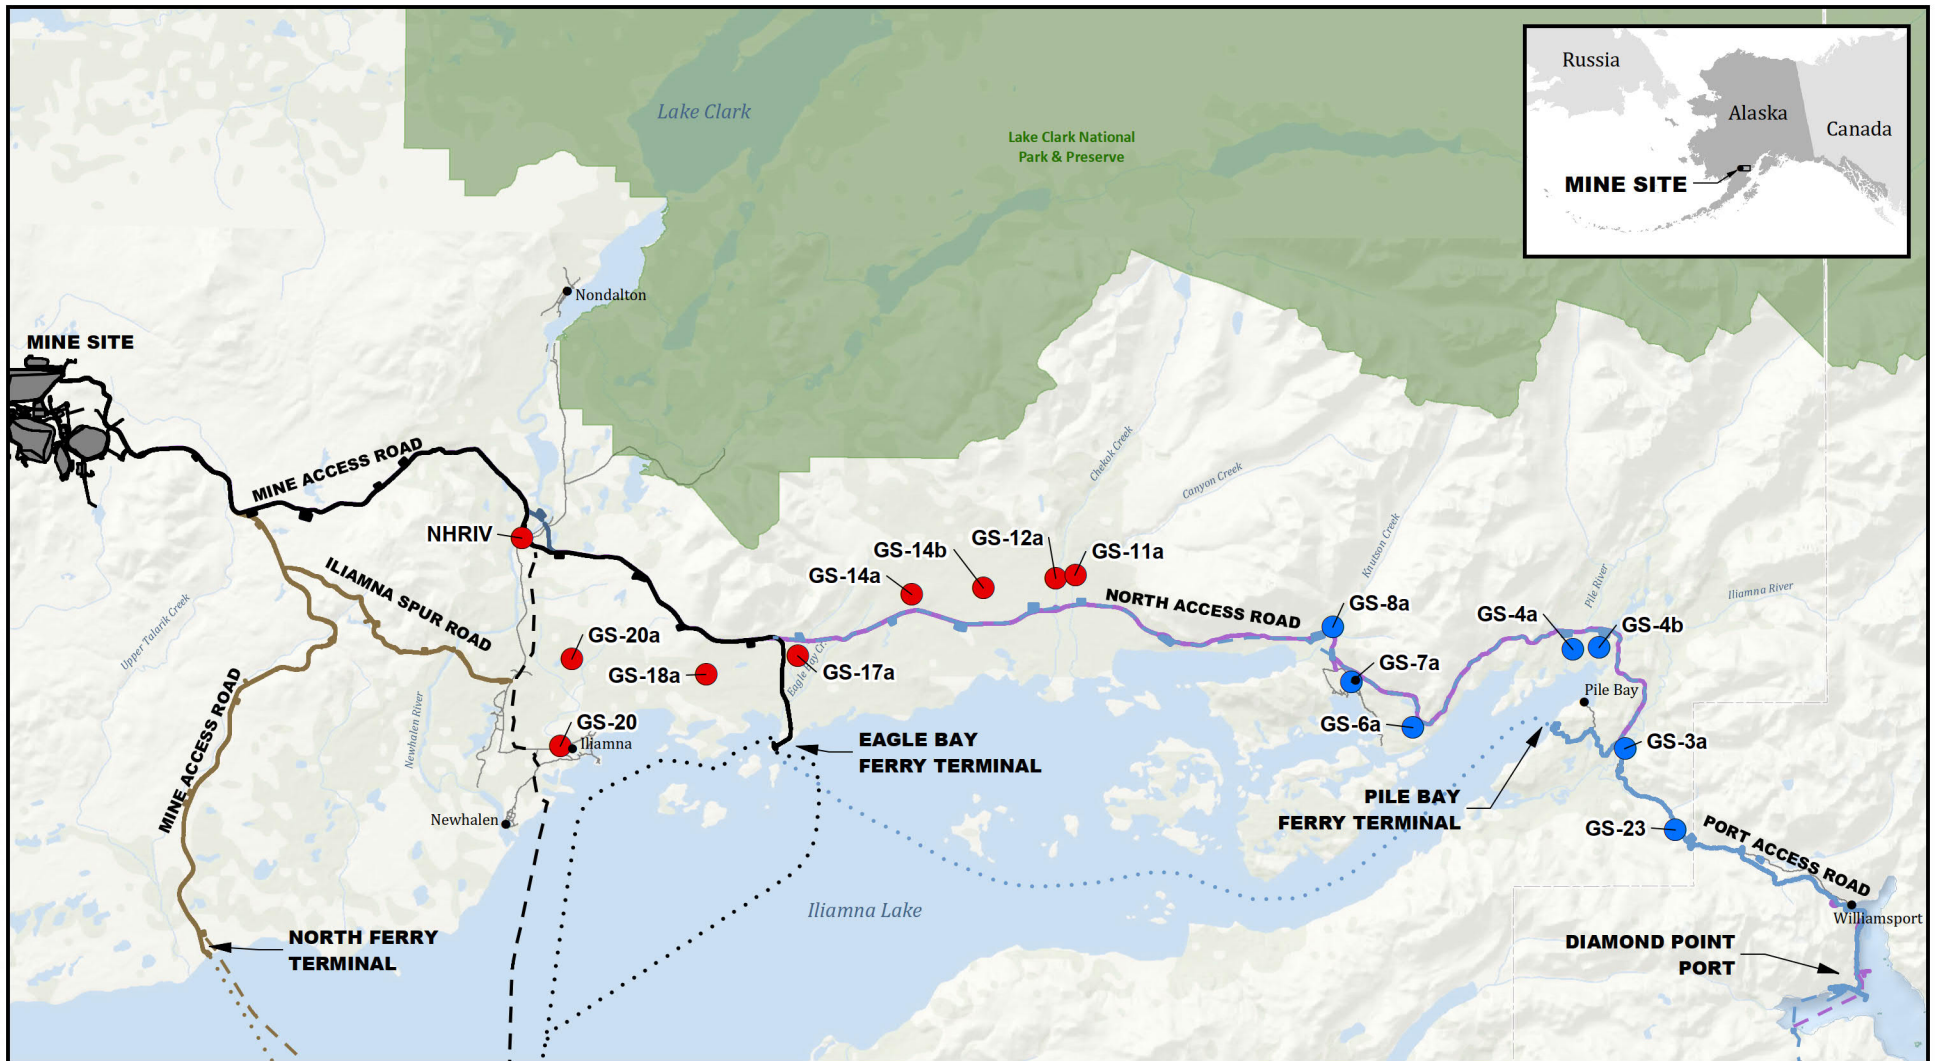 Russia
Alaska
Canada
MINE SITE
Lake Clark
Lake Clark National
Park & Preserve
Nondalton
MINE SITE
MINE ACCESS ROAD
Chekok Creek
Canyon Creek
Knutson Creek
Pile River
Iliamna River
NHRIV
GS-14b
GS-12a
GS-11a
GS-14a
NORTH ACCESS ROAD
GS-8a
GS-4a
GS-4b
ILIAMNA SPUR ROAD
Upper Talarik Creek
GS-20a
GS-18a
GS-17a
Eagle Bay Cr.
GS-7a
Pile Bay
MINE ACCESS ROAD
Newhalen River
GS-20
Iliamna
GS-6a
GS-3a
EAGLE BAY
FERRY TERMINAL
PILE BAY
FERRY TERMINAL
Newhalen
GS-23
PORT ACCESS ROAD
Iliamna Lake
Williamsport
NORTH FERRY
TERMINAL
DIAMOND POINT
PORT